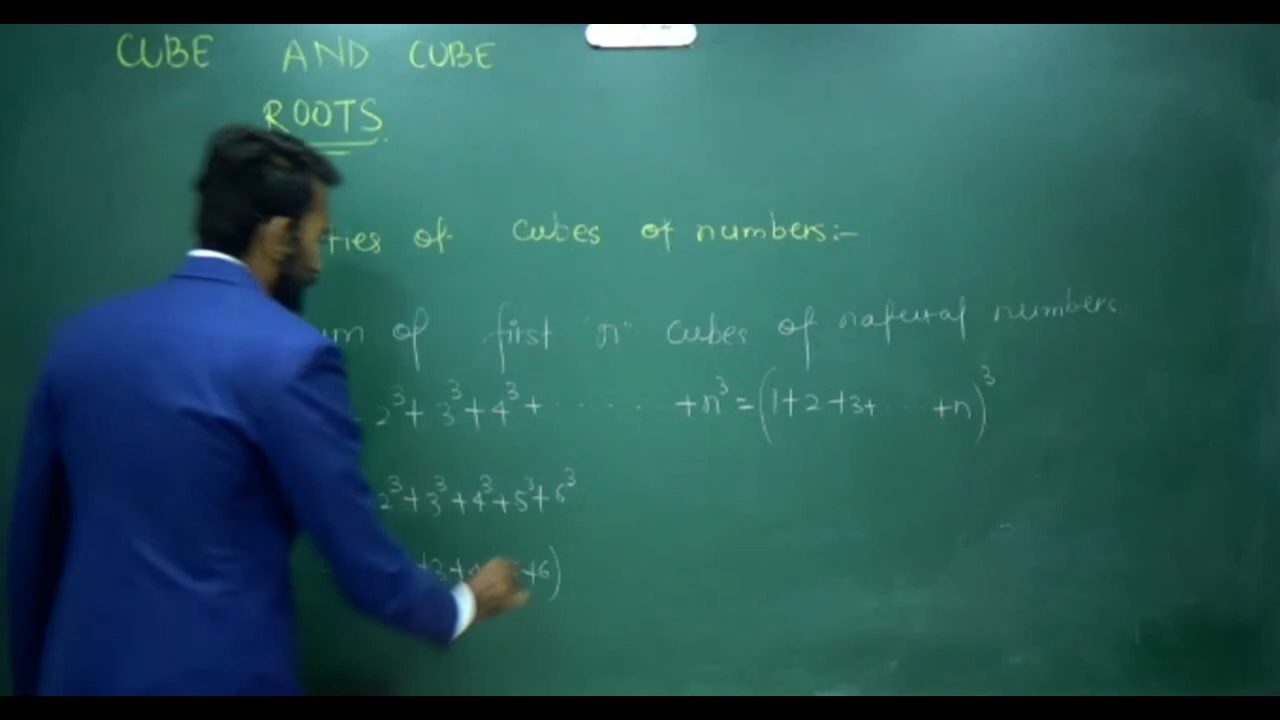 CUBE AND CUBE
ROOTS.
ties of cubes of numbers:-
um of first "n" cubes of natural numbers.
2³+ 3³+ 4³+ . . . . . . +n³=(1+2+3+ . . . +n)³
2³+3³+4³+5³+6³
+3+ +6)